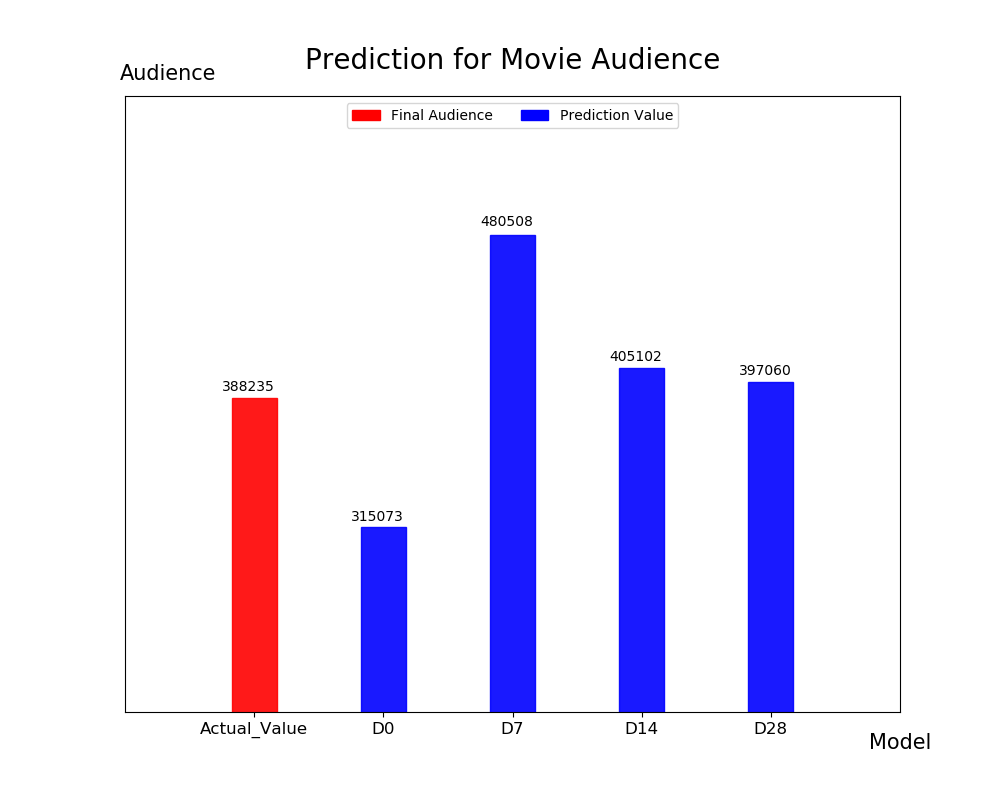 Prediction for Movie Audience
Audience
Final Audience
Prediction Value
480508
405102
397060
388235
315073
Actual_Value
D0
D7
D14
D28
Model